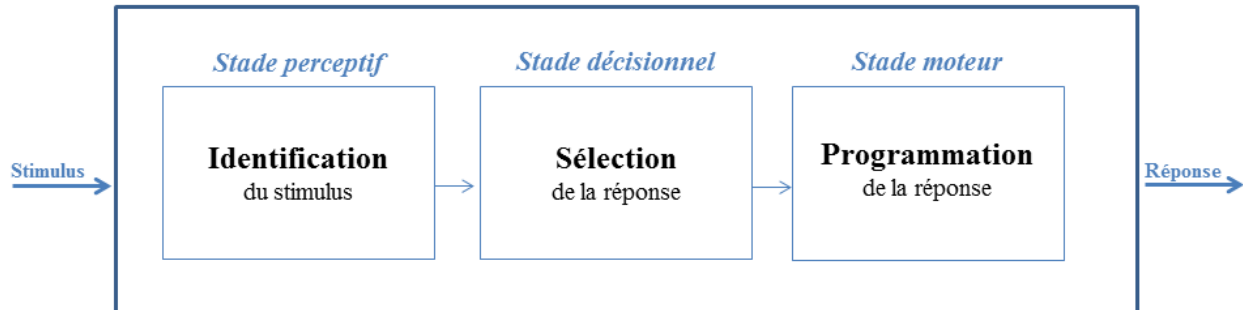 Stade perceptif
Stade décisionnel
Stade moteur
Stimulus
Identification
du stimulus
Sélection
de la réponse
Programmation
de la réponse
Réponse